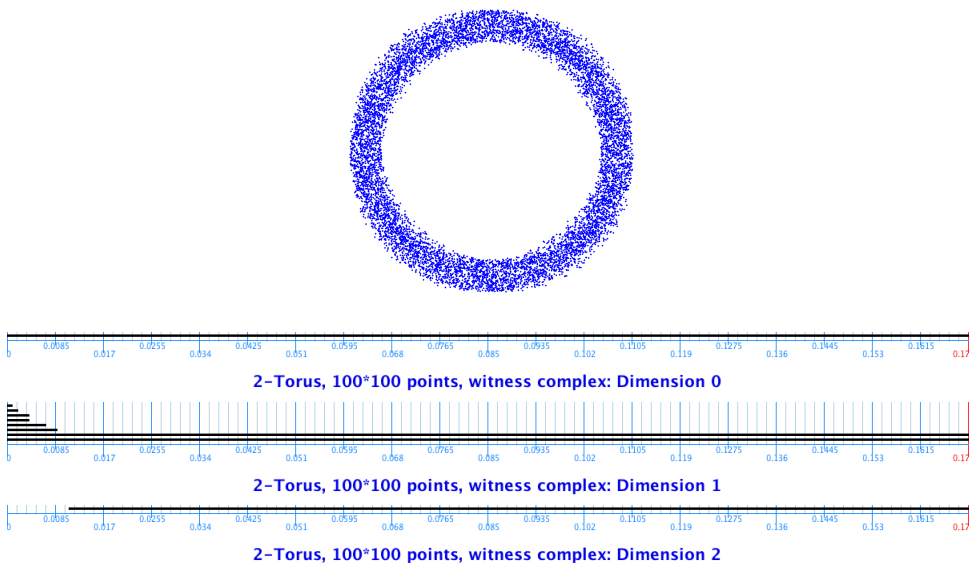 0.0085 0.0255 0.0425 0.0595 0.0765 0.0935 0.1105 0.1275 0.1445 0.1615
0 0.017 0.034 0.051 0.068 0.085 0.102 0.119 0.136 0.153 0.17
2-Torus, 100*100 points, witness complex: Dimension 0
0.0085 0.0255 0.0425 0.0595 0.0765 0.0935 0.1105 0.1275 0.1445 0.1615
0 0.017 0.034 0.051 0.068 0.085 0.102 0.119 0.136 0.153 0.17
2-Torus, 100*100 points, witness complex: Dimension 1
0.0085 0.0255 0.0425 0.0595 0.0765 0.0935 0.1105 0.1275 0.1445 0.1615
0 0.017 0.034 0.051 0.068 0.085 0.102 0.119 0.136 0.153 0.17
2-Torus, 100*100 points, witness complex: Dimension 2